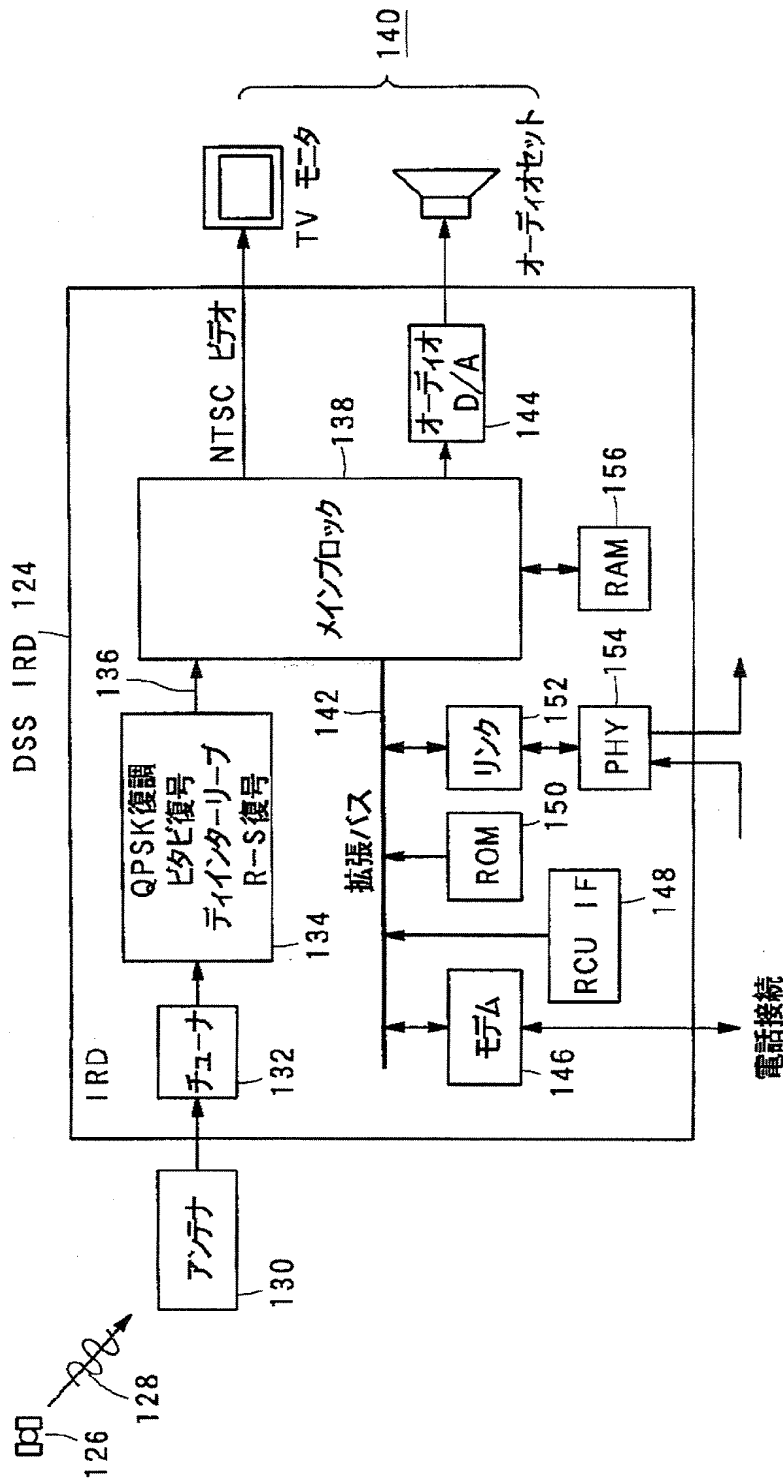 DSS IRD 124
IRD
126
128
アンテナ
130
チューナ
132
QPSK復調
ビタビ復号
ディインターリーブ
R-S復号
134
136
メインブロック
138
NTSC ビデオ
TV モニタ
140
オーディオ
D/A
144
オーディオセット
拡張バス
142
モデム
146
RCU IF
148
ROM
150
リンク
152
PHY
154
RAM
156
電話接続